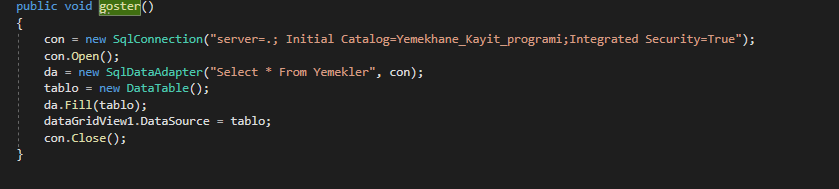 public void goster()
{
con = new SqlConnection("server=.; Initial Catalog=Yemekhane_Kayit_programi;Integrated Security=True");
con.Open();
da = new SqlDataAdapter("Select * From Yemekler", con);
tablo = new DataTable();
da.Fill(tablo);
dataGridView1.DataSource = tablo;
con.Close();
}